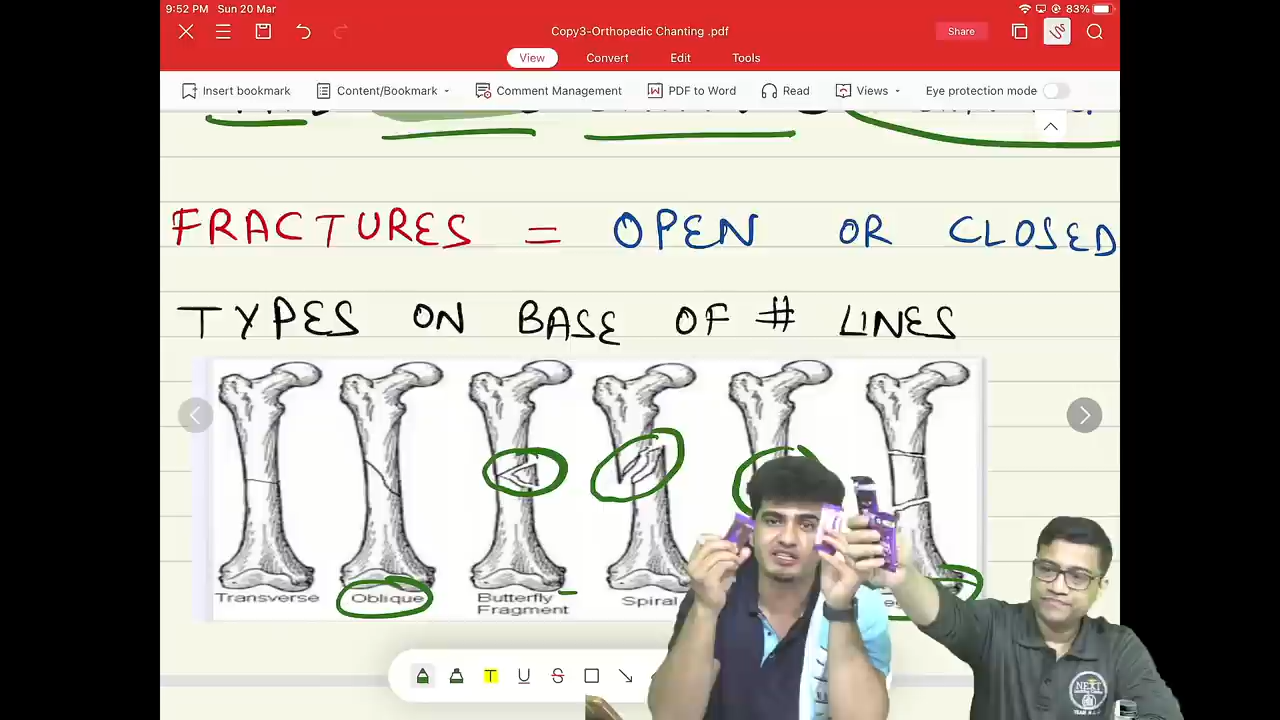 9:52 PM Sun 20 Mar 83%
Copy3-Orthopedic Chanting .pdf
Share
View Convert Edit Tools
Insert bookmark Content/Bookmark Comment Management PDF to Word Read Views Eye protection mode
FRACTURES = OPEN OR CLOSED
TYPES ON BASE OF # LINES
Transverse Oblique Butterfly Fragment Spiral
T U S
NEXT